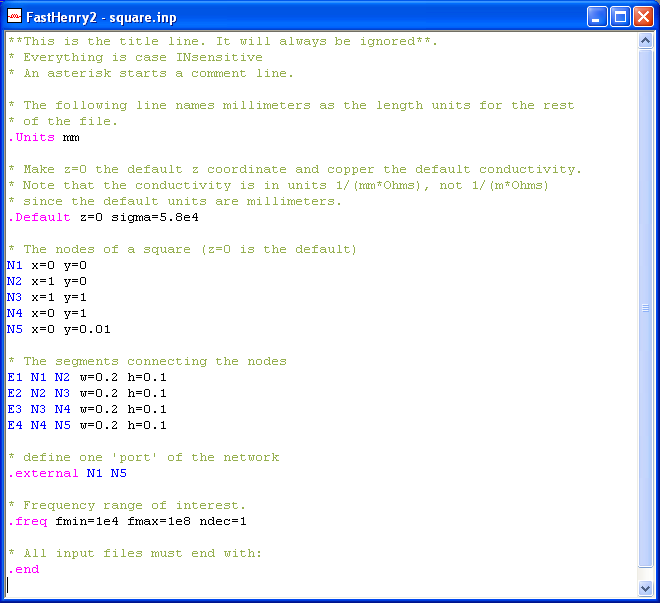 FastHenry2 - square.inp
**This is the title line. It will always be ignored**.
* Everything is case INsensitive
* An asterisk starts a comment line.
* The following line names millimeters as the length units for the rest
* of the file.
.Units mm
* Make z=0 the default z coordinate and copper the default conductivity.
* Note that the conductivity is in units 1/(mm*Ohms), not 1/(m*Ohms)
* since the default units are millimeters.
.Default z=0 sigma=5.8e4
* The nodes of a square (z=0 is the default)
N1 x=0 y=0
N2 x=1 y=0
N3 x=1 y=1
N4 x=0 y=1
N5 x=0 y=0.01
* The segments connecting the nodes
E1 N1 N2 w=0.2 h=0.1
E2 N2 N3 w=0.2 h=0.1
E3 N3 N4 w=0.2 h=0.1
E4 N4 N5 w=0.2 h=0.1
* define one 'port' of the network
.external N1 N5
* Frequency range of interest.
.freq fmin=1e4 fmax=1e8 ndec=1
* All input files must end with:
.end